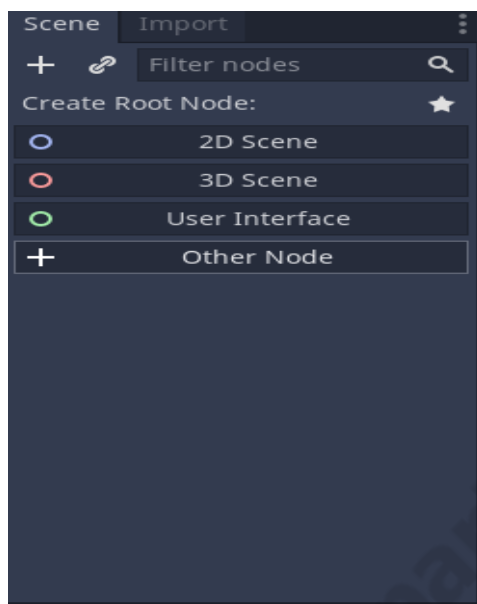 Scene Import
Filter nodes
Create Root Node:
2D Scene
3D Scene
User Interface
Other Node